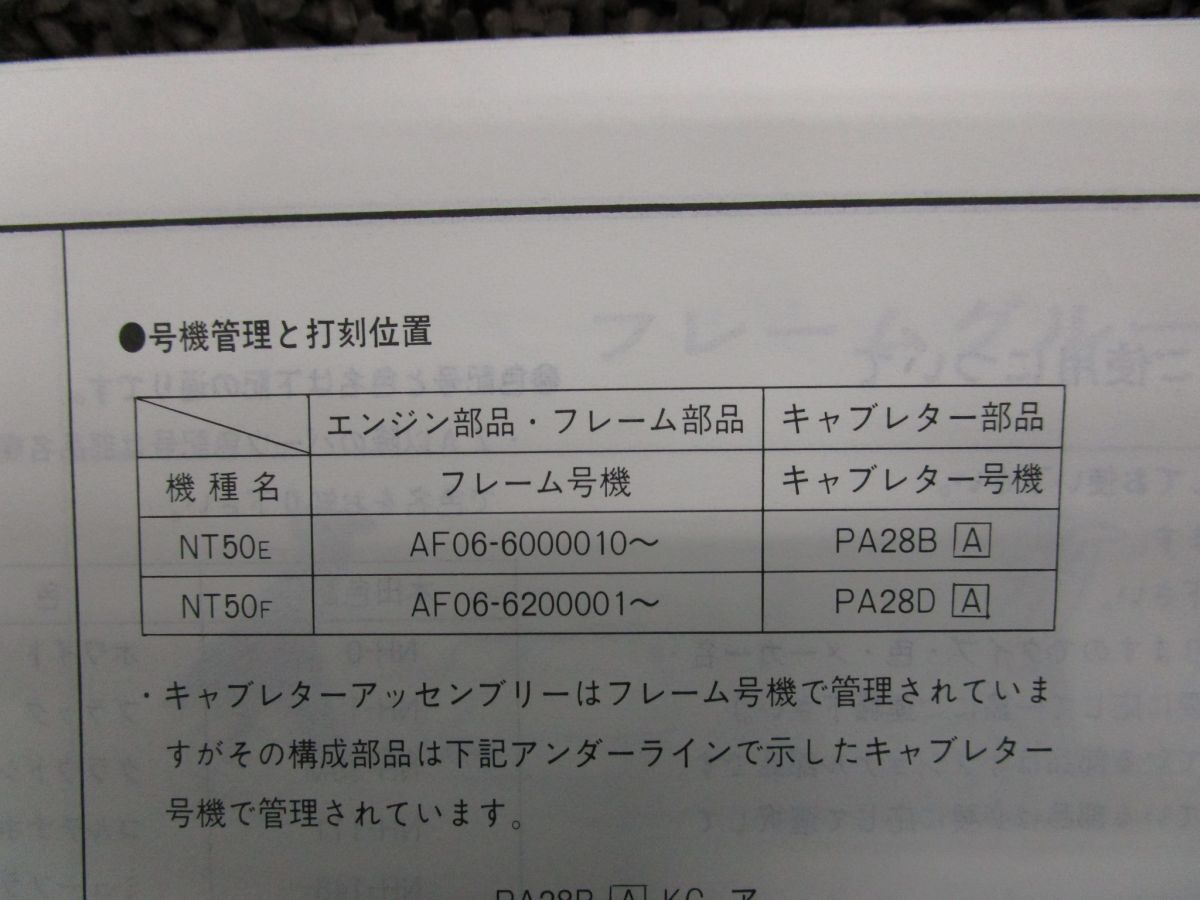 ●号機管理と打刻位置
エンジン部品・フレーム部品 キャブレター部品
機種名 フレーム号機 キャブレター号機
NT50E AF06-6000010～ PA28B A
NT50F AF06-6200001～ PA28D A
・キャブレターアッセンブリーはフレーム号機で管理されていま
すがその構成部品は下記アンダーラインで示したキャブレター
号機で管理されています。
PA28B A KC ア